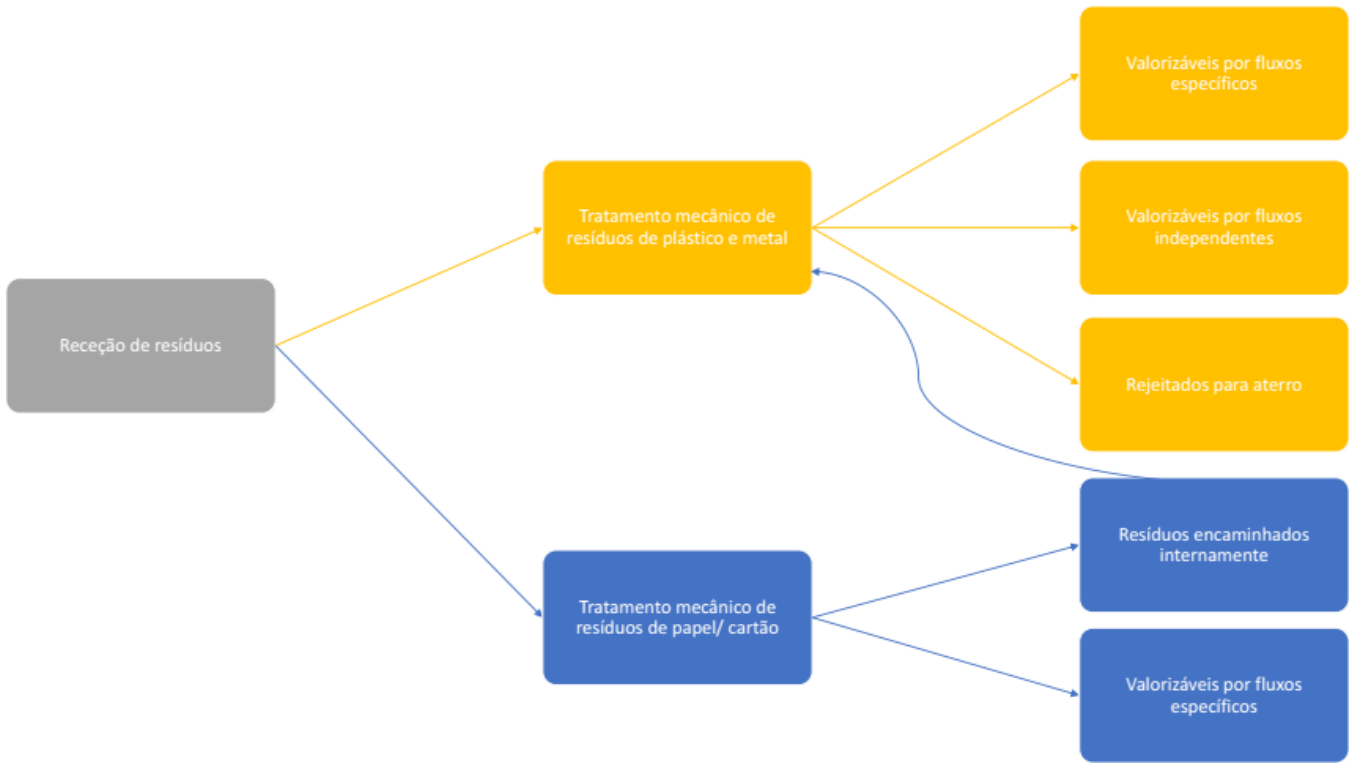 Valorizáveis por fluxos
específicos
Tratamento mecânico de
resíduos de plástico e metal
Valorizáveis por fluxos
independentes
Receção de resíduos
Rejeitados para aterro
Resíduos encaminhados
internamente
Tratamento mecânico de
resíduos de papel/ cartão
Valorizáveis por fluxos
específicos